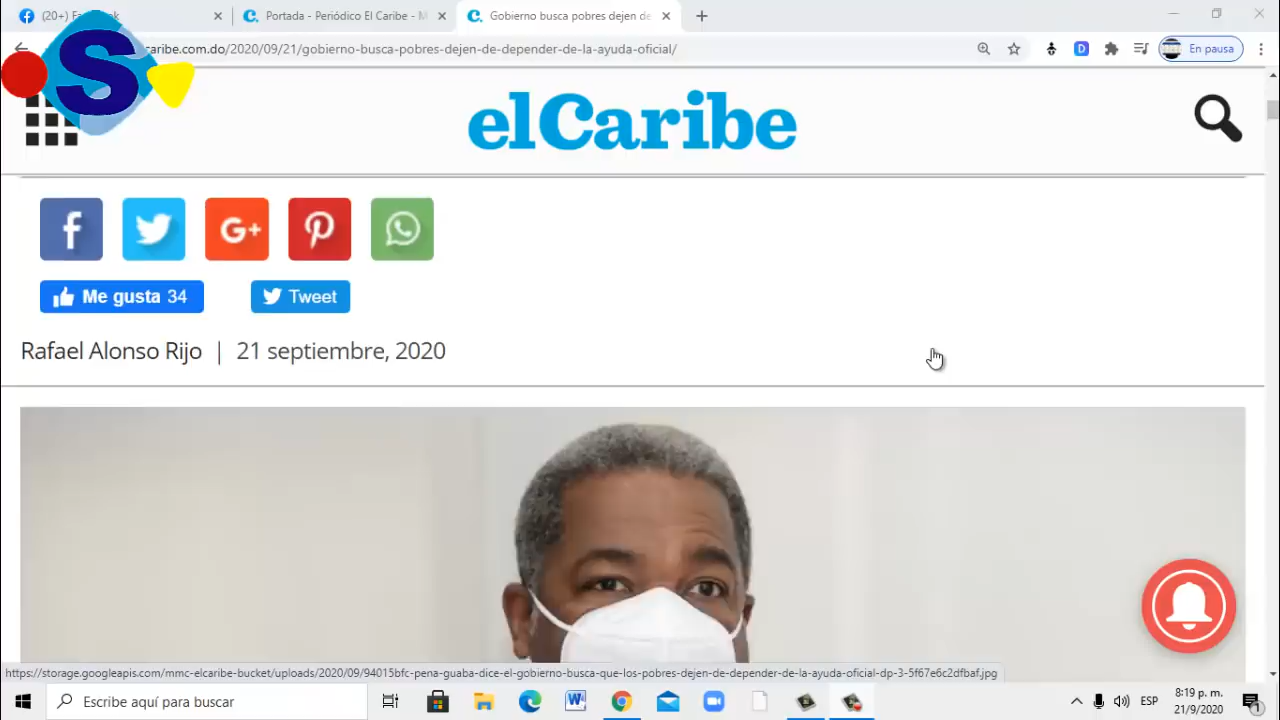 (20+) Fa
Portada - Periódico El Caribe - M
Gobierno busca pobres dejen de
caribe.com.do/2020/09/21/gobierno-busca-pobres-dejen-de-depender-de-la-ayuda-oficial/
En pausa
S
elCaribe
G+
Me gusta 34
Tweet
Rafael Alonso Rijo | 21 septiembre, 2020
https://storage.googleapis.com/mmc-elcaribe-bucket/uploads/2020/09/94015bfc-pena-guaba-dice-el-gobierno-busca-que-los-pobres-dejen-de-depender-de-la-ayuda-oficial-dp-3-5f67e6c2dfbaf.jpg
Escribe aquí para buscar
ESP
8:19 p. m.
21/9/2020
1